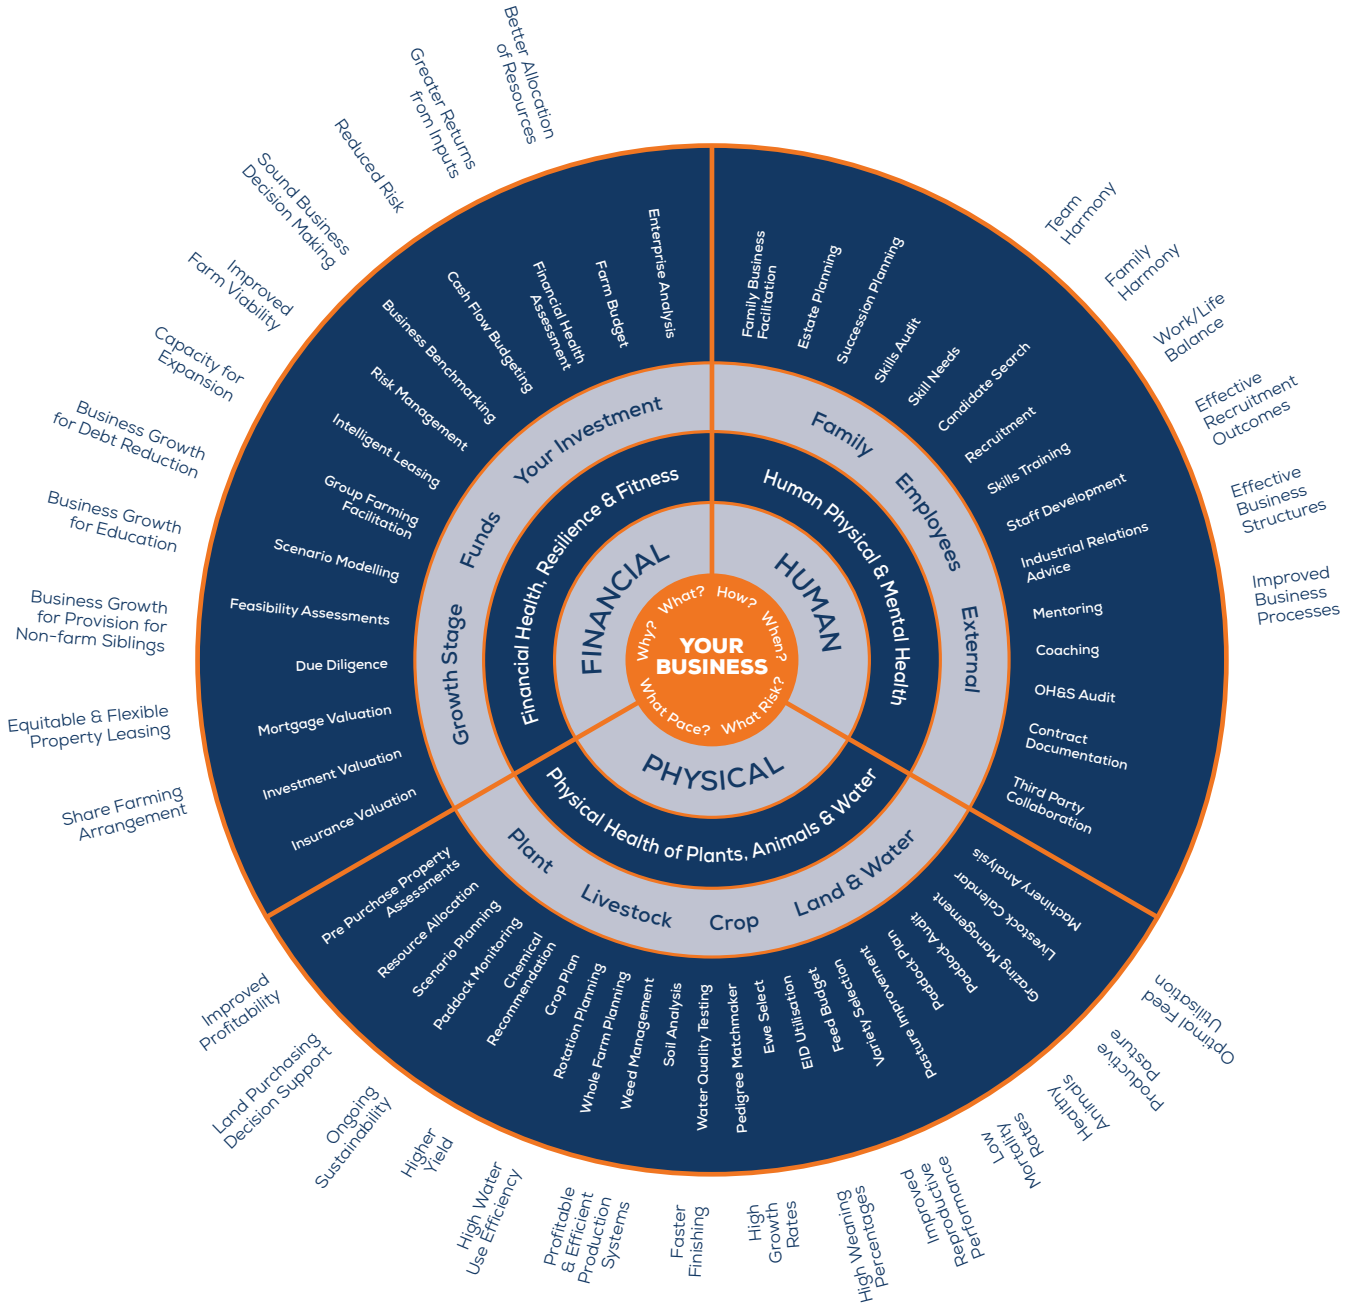 YOUR
BUSINESS
Why?
What?
How?
When?
What Risk?
What Pace?
FINANCIAL
HUMAN
PHYSICAL
Financial Health, Resilience & Fitness
Human Physical & Mental Health
Physical Health of Plants, Animals & Water
Growth Stage
Funds
Your Investment
Family
Employees
External
Plant
Livestock
Crop
Land & Water
Insurance Valuation
Investment Valuation
Mortgage Valuation
Due Diligence
Feasibility Assessments
Scenario Modelling
Group Farming
Facilitation
Intelligent Leasing
Risk Management
Business Benchmarking
Cash Flow Budgeting
Financial Health
Assessment
Farm Budget
Enterprise Analysis
Family Business
Facilitation
Estate Planning
Succession Planning
Skills Audit
Skill Needs
Candidate Search
Recruitment
Skills Training
Staff Development
Industrial Relations
Advice
Mentoring
Coaching
OH&S Audit
Contract
Documentation
Third Party
Collaboration
Pre Purchase Property
Assessments
Resource Allocation
Scenario Planning
Paddock Monitoring
Chemical
Recommendation
Crop Plan
Rotation Planning
Whole Farm Planning
Weed Management
Soil Analysis
Water Quality Testing
Pedigree Matchmaker
Ewe Select
EID Utilisation
Feed Budget
Variety Selection
Pasture Improvement
Paddock Plan
Paddock Audit
Grazing Management
Livestock Calendar
Machinery Analysis
Share Farming
Arrangement
Equitable & Flexible
Property Leasing
Business Growth
for Provision for
Non-farm Siblings
Business Growth
for Education
Business Growth
for Debt Reduction
Capacity for
Expansion
Improved
Farm Viability
Sound Business
Decision Making
Reduced Risk
Greater Returns
from Inputs
Better Allocation
of Resources
Team
Harmony
Family
Harmony
Work/Life
Balance
Effective
Recruitment
Outcomes
Effective
Business
Structures
Improved
Business
Processes
Improved
Profitability
Land Purchasing
Decision Support
Ongoing
Sustainability
Higher
Yield
High Water
Use Efficiency
Profitable
& Efficient
Production
Systems
Faster
Finishing
High
Growth
Rates
High Weaning
Percentages
Improved
Reproductive
Performance
Low
Mortality
Rates
Healthy
Animals
Productive
Pasture
Optimal Feed
Utilisation